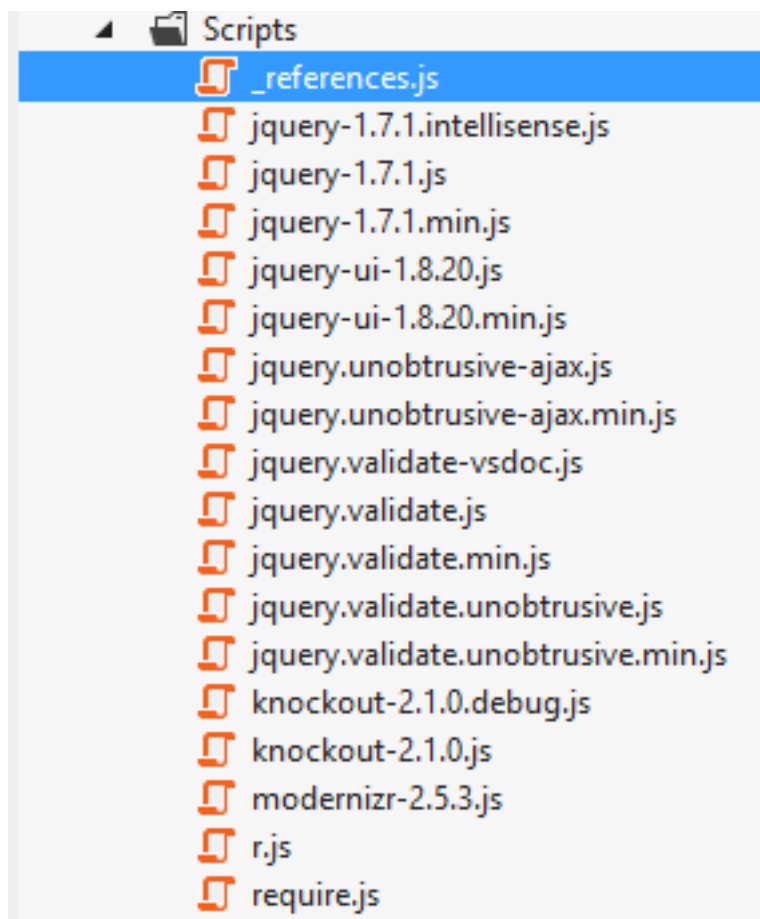 Scripts
_references.js
jquery-1.7.1.intellisense.js
jquery-1.7.1.js
jquery-1.7.1.min.js
jquery-ui-1.8.20.js
jquery-ui-1.8.20.min.js
jquery.unobtrusive-ajax.js
jquery.unobtrusive-ajax.min.js
jquery.validate-vsdoc.js
jquery.validate.js
jquery.validate.min.js
jquery.validate.unobtrusive.js
jquery.validate.unobtrusive.min.js
knockout-2.1.0.debug.js
knockout-2.1.0.js
modernizr-2.5.3.js
r.js
require.js